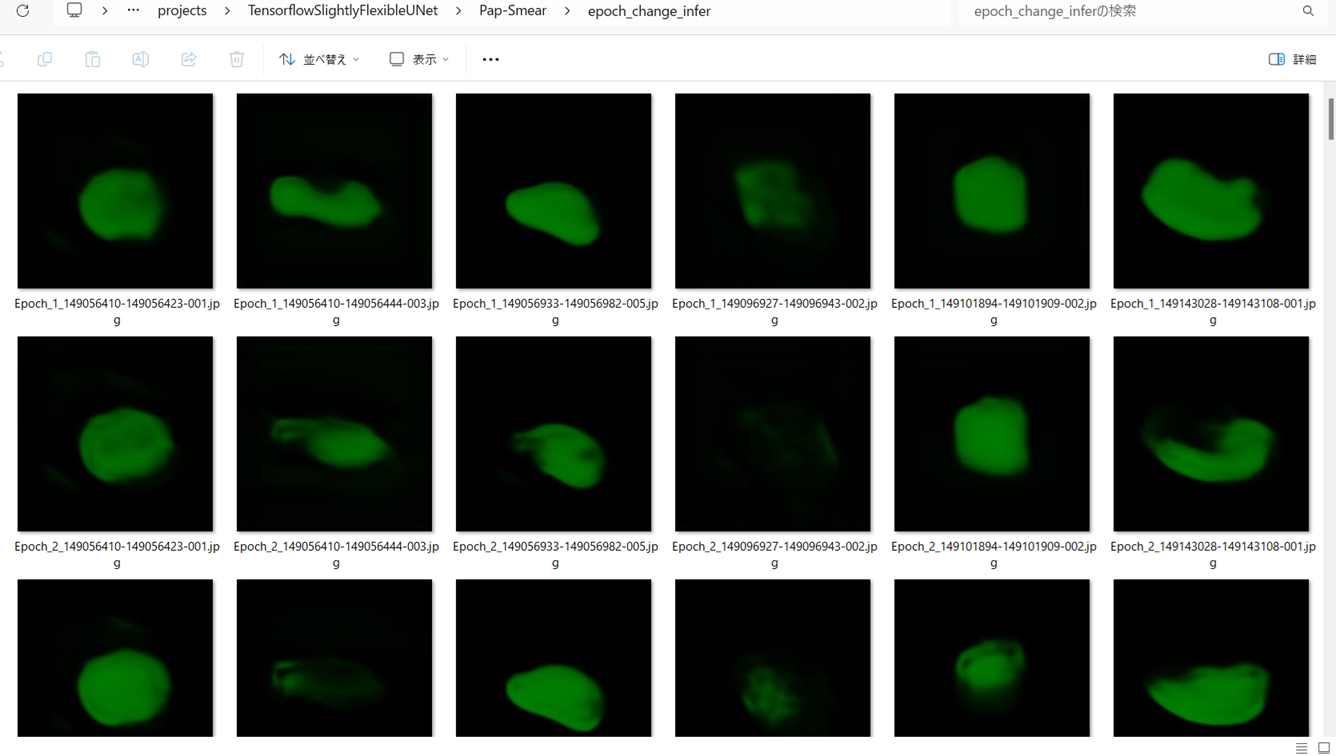 projects > TensorflowSlightlyFlexibleUNet > Pap-Smear > epoch_change_infer
epoch_change_inferの検索
並べ替え
表示
詳細
Epoch_1_149056410-149056423-001.jp
g
Epoch_1_149056410-149056444-003.jp
g
Epoch_1_149056933-149056982-005.jp
g
Epoch_1_149096927-149096943-002.jp
g
Epoch_1_149101894-149101909-002.jp
g
Epoch_1_149143028-149143108-001.jp
g
Epoch_2_149056410-149056423-001.jp
g
Epoch_2_149056410-149056444-003.jp
g
Epoch_2_149056933-149056982-005.jp
g
Epoch_2_149096927-149096943-002.jp
g
Epoch_2_149101894-149101909-002.jp
g
Epoch_2_149143028-149143108-001.jp
g